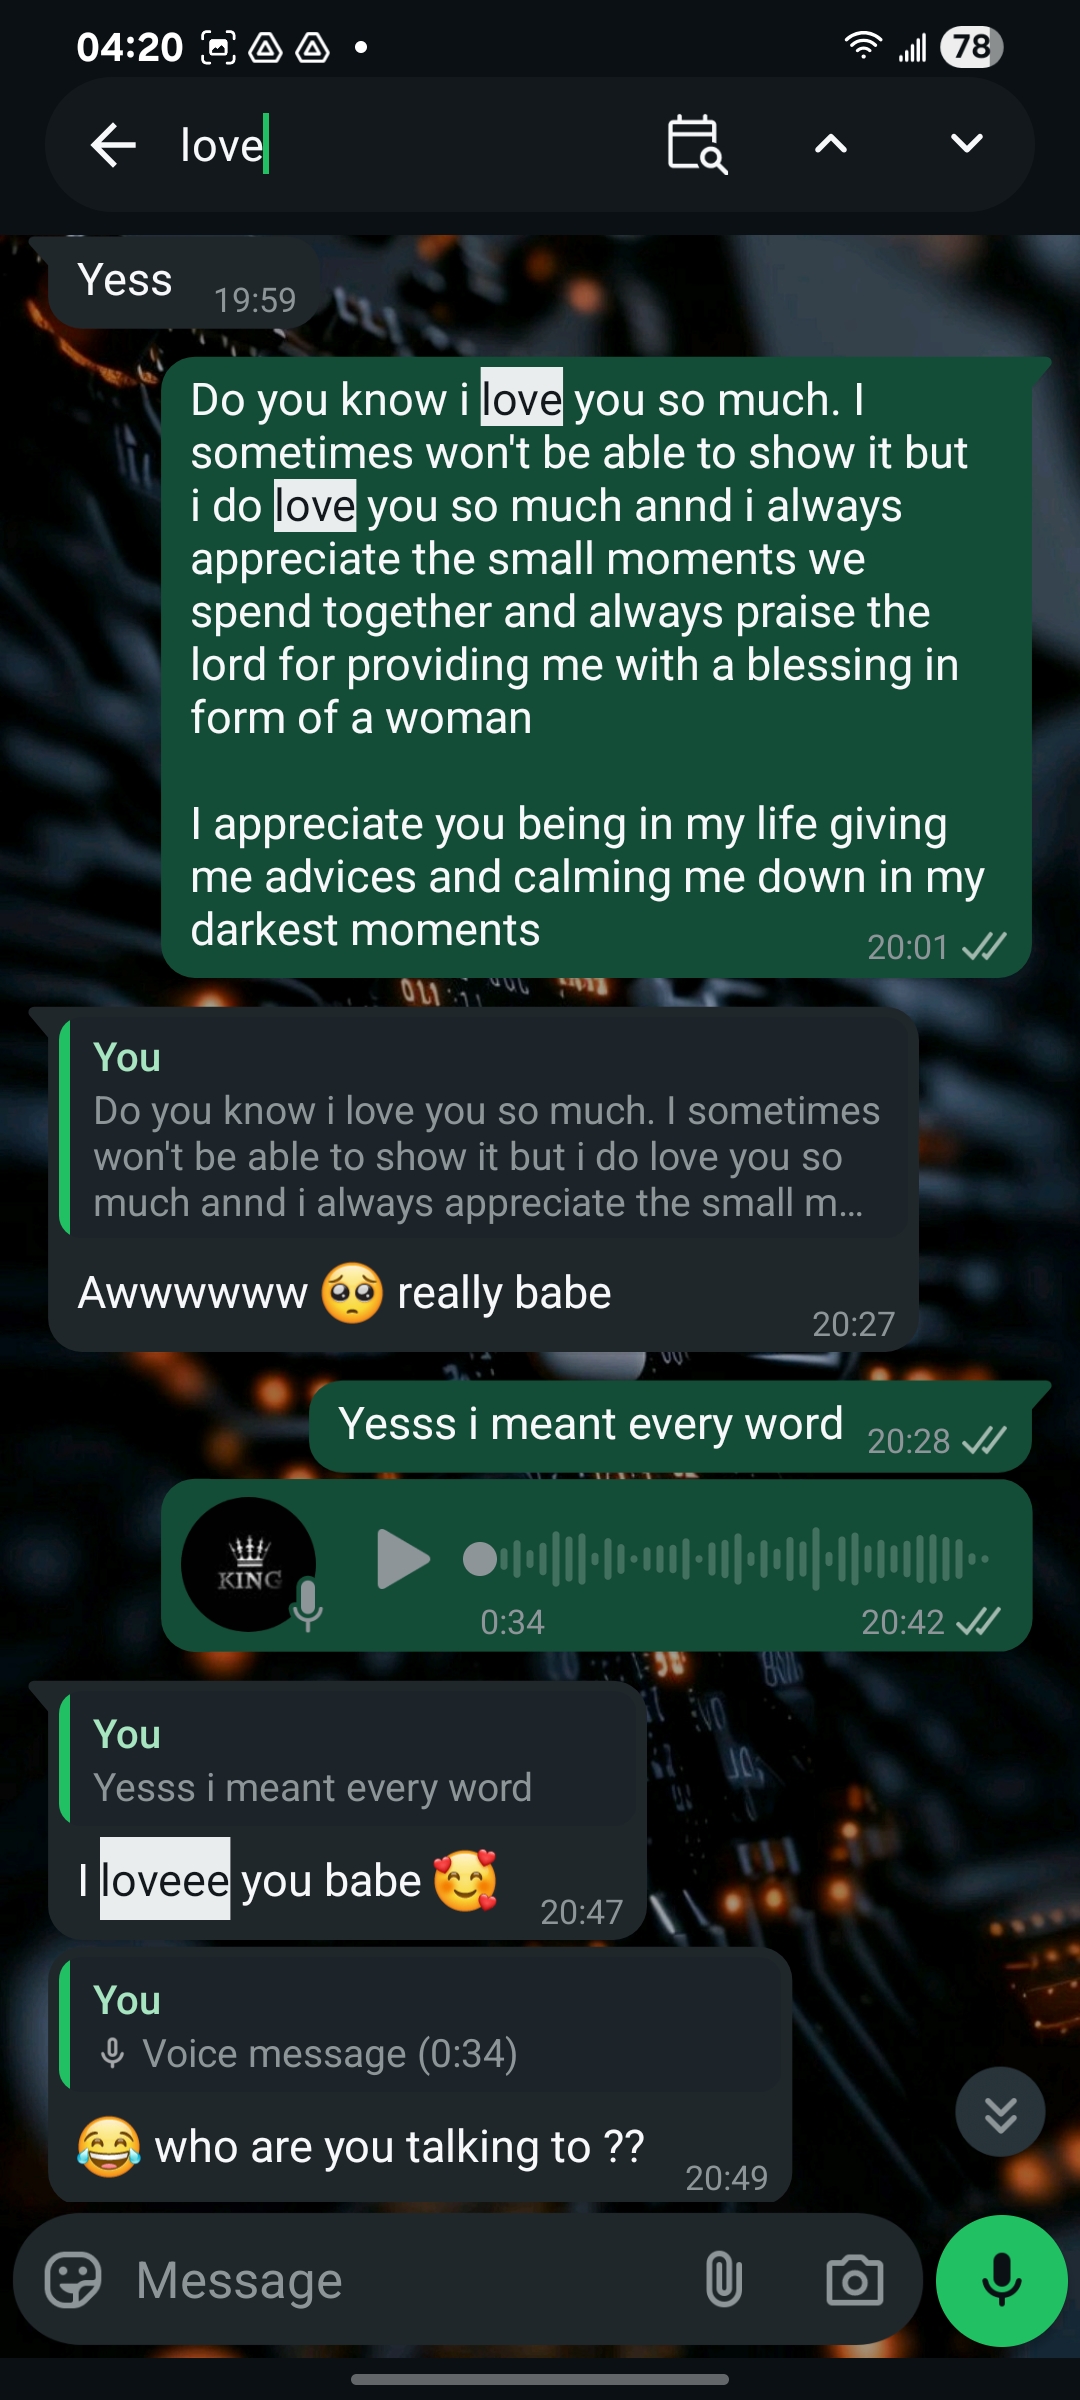 04:20
78
love
Yess 19:59
Do you know i love you so much. I
sometimes won't be able to show it but
i do love you so much annd i always
appreciate the small moments we
spend together and always praise the
lord for providing me with a blessing in
form of a woman
I appreciate you being in my life giving
me advices and calming me down in my
darkest moments
20:01
You
Do you know i love you so much. I sometimes
won't be able to show it but i do love you so
much annd i always appreciate the small m...
Awwwwww 🥺 really babe
20:27
Yesss i meant every word 20:28
KING
0:34 20:42
You
Yesss i meant every word
I loveee you babe 🥰 20:47
You
Voice message (0:34)
😂 who are you talking to ??
20:49
Message